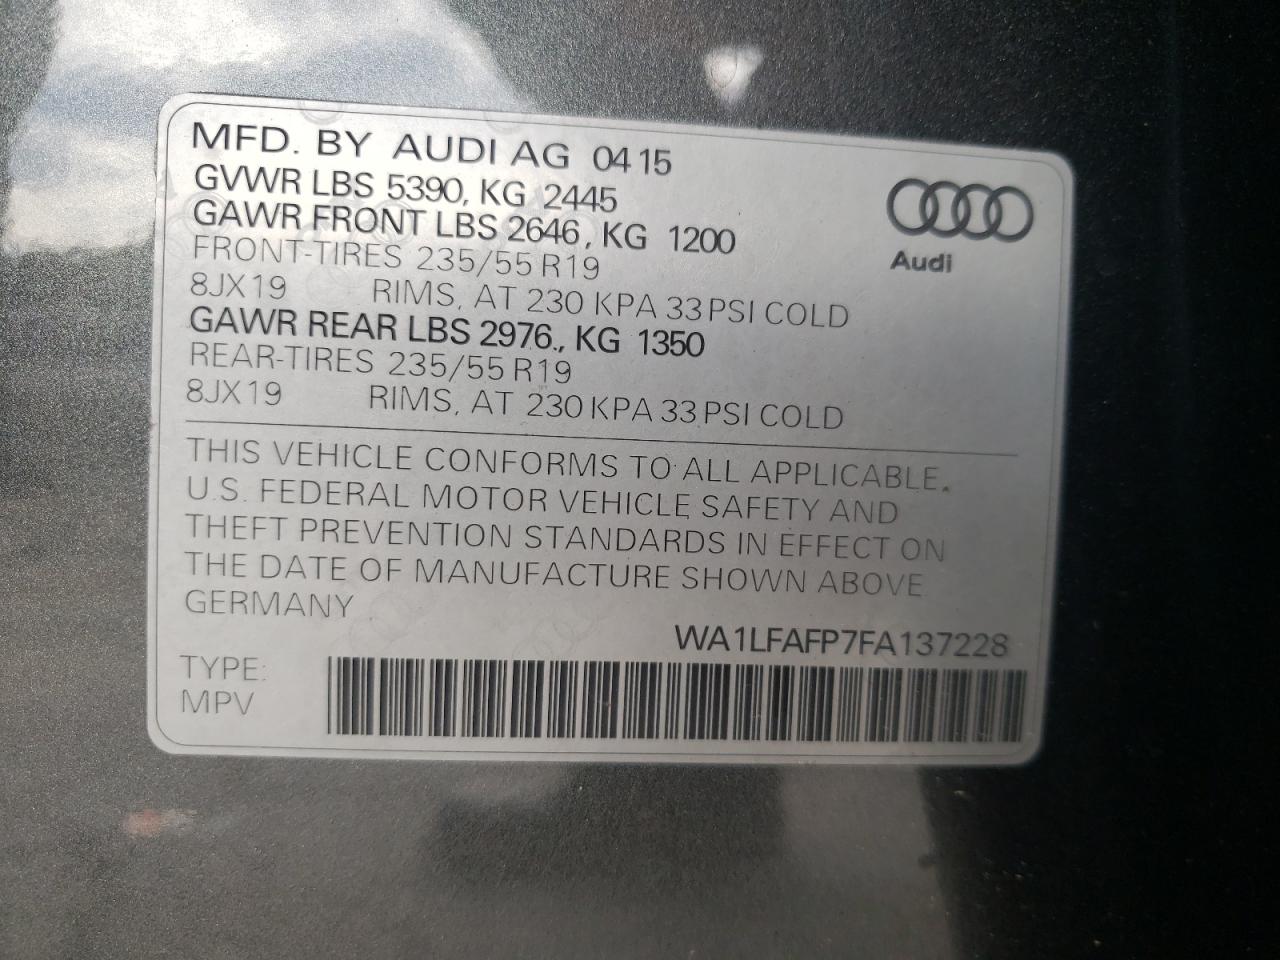 MFD. BY AUDI AG 04 15
GVWR LBS 5390, KG 2445
GAWR FRONT LBS 2646, KG 1200
FRONT-TIRES 235/55 R19
8JX19 RIMS, AT 230 KPA 33 PSI COLD
GAWR REAR LBS 2976., KG 1350
REAR-TIRES 235/55 R19
8JX19 RIMS, AT 230 KPA 33 PSI COLD
Audi
THIS VEHICLE CONFORMS TO ALL APPLICABLE.
U.S. FEDERAL MOTOR VEHICLE SAFETY AND
THEFT PREVENTION STANDARDS IN EFFECT ON
THE DATE OF MANUFACTURE SHOWN ABOVE
GERMANY
WA1LFAFP7FA137228
TYPE:
MPV